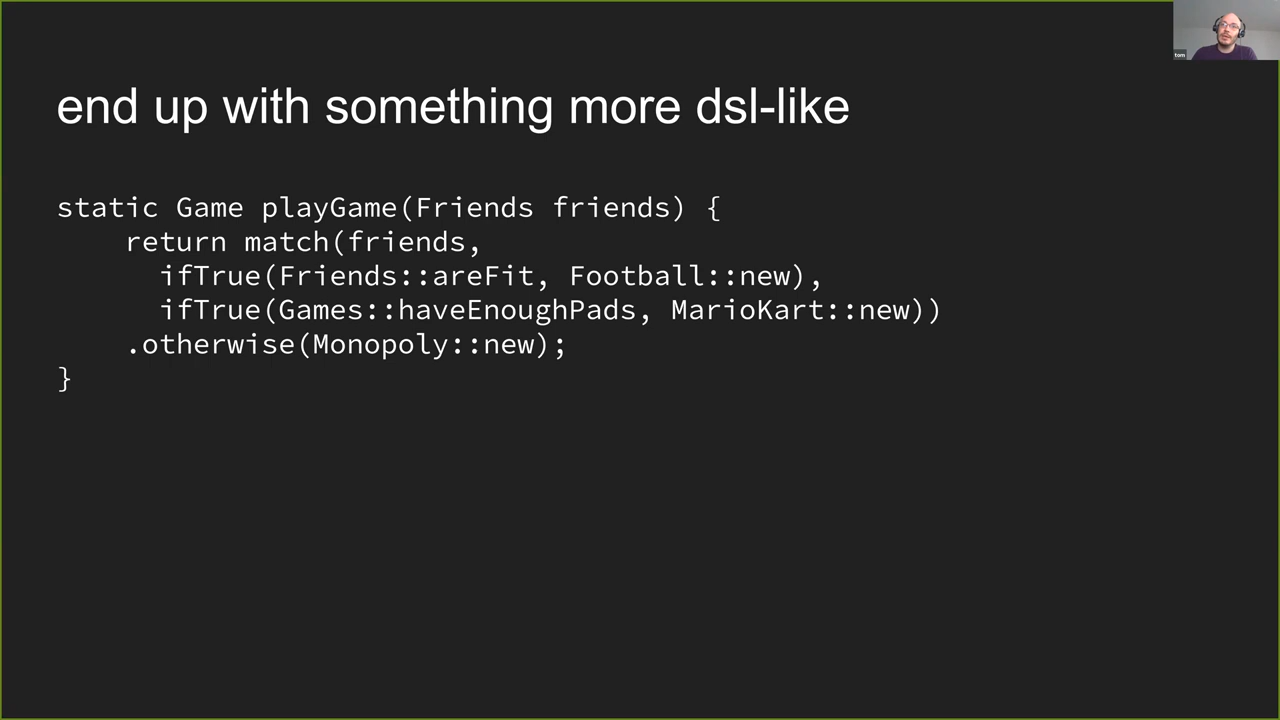 end up with something more dsl-like
static Game playGame(Friends friends) {
return match(friends,
ifTrue(Friends::areFit, Football::new),
ifTrue(Games::haveEnoughPads, MarioKart::new))
.otherwise(Monopoly::new);
}
tom